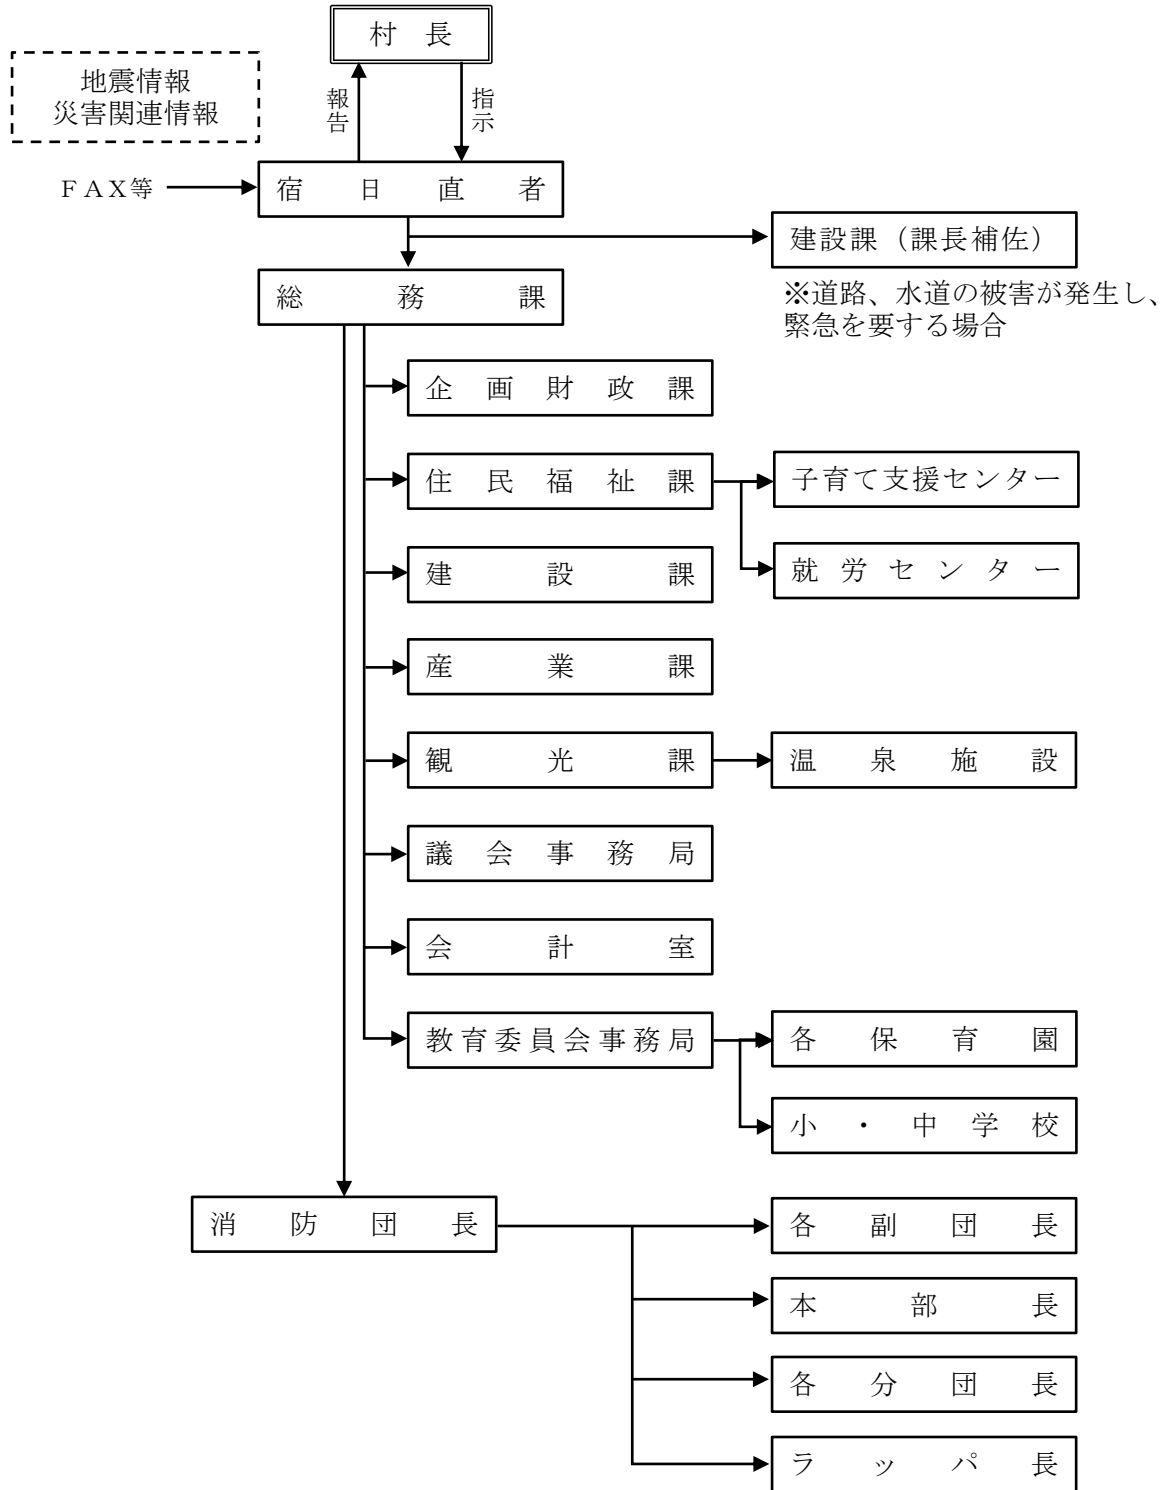 村長
地震情報
災害関連情報
報告
指示
ＦＡＸ等
宿日直者
建設課（課長補佐）
※道路、水道の被害が発生し、
緊急を要する場合
総務課
企画財政課
住民福祉課
子育て支援センター
就労センター
建設課
産業課
観光課
温泉施設
議会事務局
会計室
教育委員会事務局
各保育園
小・中学校
消防団長
各副団長
本部長
各分団長
ラッパ長